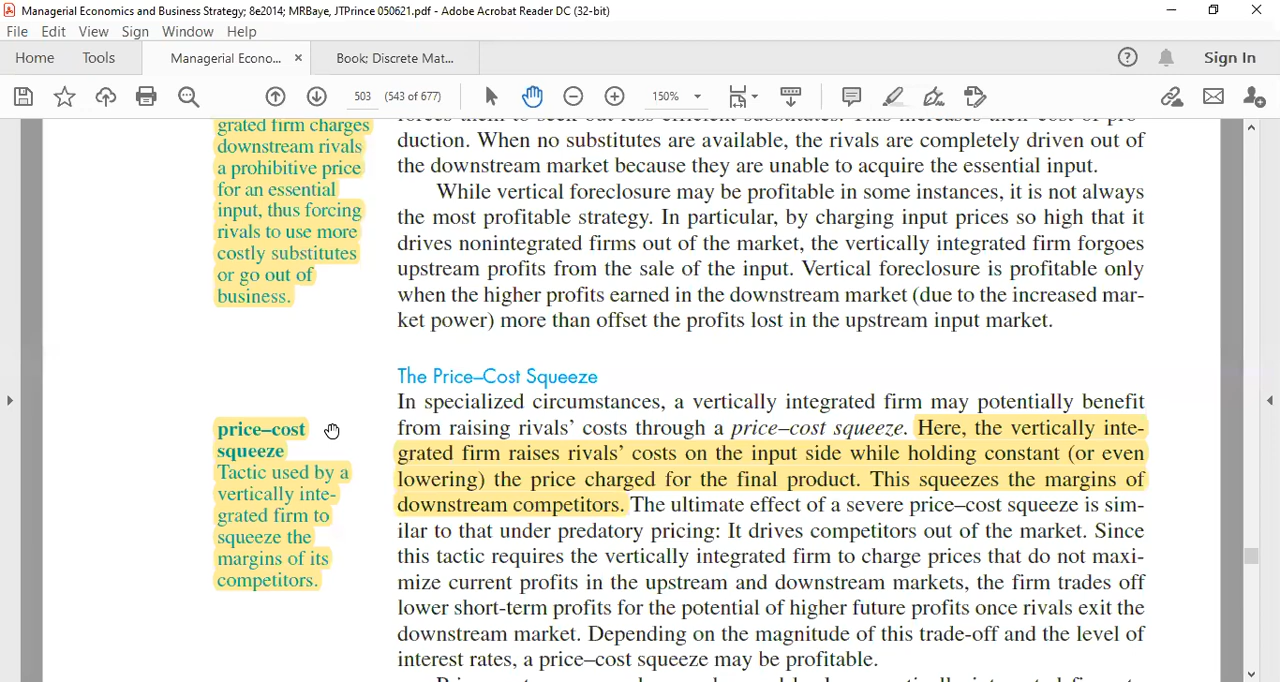 Managerial Economics and Business Strategy; 8e2014; MRBaye, JTPrince 050621.pdf - Adobe Acrobat Reader DC (32-bit)
File Edit View Sign Window Help
Home Tools Managerial Econo... × Book; Discrete Mat... Sign In
503 (543 of 677) 150%
grated firm charges
downstream rivals
a prohibitive price
for an essential
input, thus forcing
rivals to use more
costly substitutes
or go out of
business.
duction. When no substitutes are available, the rivals are completely driven out of
the downstream market because they are unable to acquire the essential input.
While vertical foreclosure may be profitable in some instances, it is not always
the most profitable strategy. In particular, by charging input prices so high that it
drives nonintegrated firms out of the market, the vertically integrated firm forgoes
upstream profits from the sale of the input. Vertical foreclosure is profitable only
when the higher profits earned in the downstream market (due to the increased mar-
ket power) more than offset the profits lost in the upstream input market.
The Price–Cost Squeeze
In specialized circumstances, a vertically integrated firm may potentially benefit
from raising rivals’ costs through a price–cost squeeze. Here, the vertically inte-
grated firm raises rivals’ costs on the input side while holding constant (or even
lowering) the price charged for the final product. This squeezes the margins of
downstream competitors. The ultimate effect of a severe price–cost squeeze is sim-
ilar to that under predatory pricing: It drives competitors out of the market. Since
this tactic requires the vertically integrated firm to charge prices that do not maxi-
mize current profits in the upstream and downstream markets, the firm trades off
lower short-term profits for the potential of higher future profits once rivals exit the
downstream market. Depending on the magnitude of this trade-off and the level of
interest rates, a price–cost squeeze may be profitable.
price–cost
squeeze
Tactic used by a
vertically inte-
grated firm to
squeeze the
margins of its
competitors.